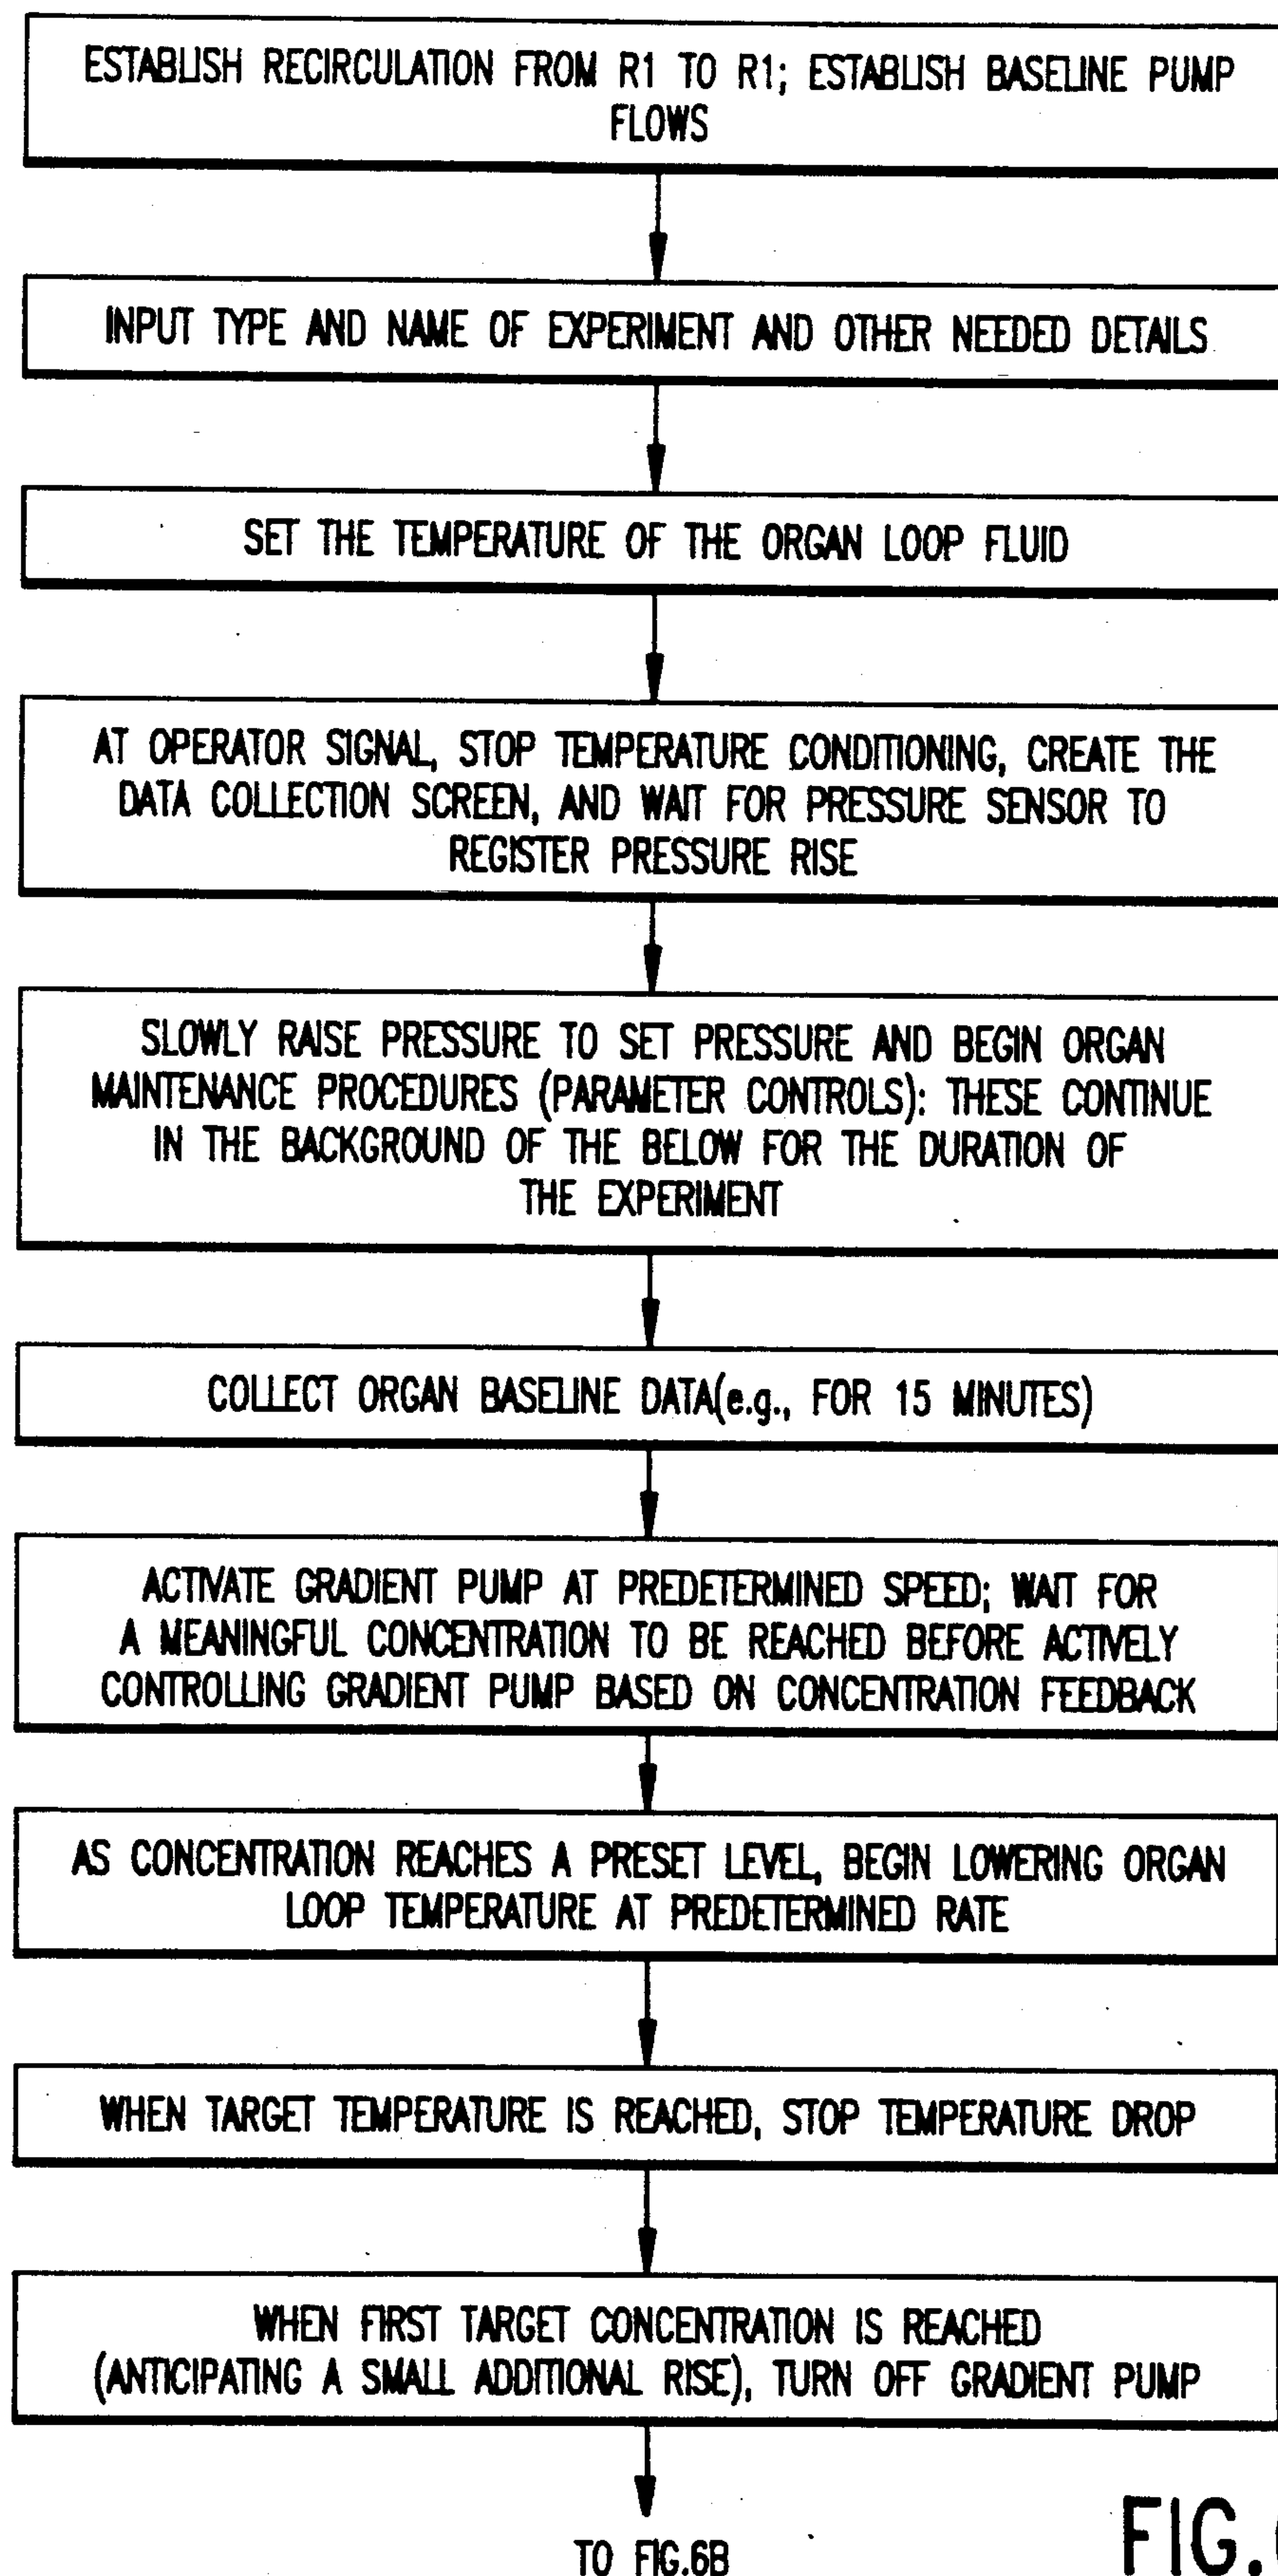 ESTABLISH RECIRCULATION FROM R1 TO R1; ESTABLISH BASELINE PUMP
FLOWS
INPUT TYPE AND NAME OF EXPERIMENT AND OTHER NEEDED DETAILS
SET THE TEMPERATURE OF THE ORGAN LOOP FLUID
AT OPERATOR SIGNAL, STOP TEMPERATURE CONDITIONING, CREATE THE
DATA COLLECTION SCREEN, AND WAIT FOR PRESSURE SENSOR TO
REGISTER PRESSURE RISE
SLOWLY RAISE PRESSURE TO SET PRESSURE AND BEGIN ORGAN
MAINTENANCE PROCEDURES (PARAMETER CONTROLS): THESE CONTINUE
IN THE BACKGROUND OF THE BELOW FOR THE DURATION OF
THE EXPERIMENT
COLLECT ORGAN BASELINE DATA(e.g., FOR 15 MINUTES)
ACTIVATE GRADIENT PUMP AT PREDETERMINED SPEED; WAIT FOR
A MEANINGFUL CONCENTRATION TO BE REACHED BEFORE ACTIVELY
CONTROLLING GRADIENT PUMP BASED ON CONCENTRATION FEEDBACK
AS CONCENTRATION REACHES A PRESET LEVEL, BEGIN LOWERING ORGAN
LOOP TEMPERATURE AT PREDETERMINED RATE
WHEN TARGET TEMPERATURE IS REACHED, STOP TEMPERATURE DROP
WHEN FIRST TARGET CONCENTRATION IS REACHED
(ANTICIPATING A SMALL ADDITIONAL RISE), TURN OFF GRADIENT PUMP
TO FIG.6B
FIG.